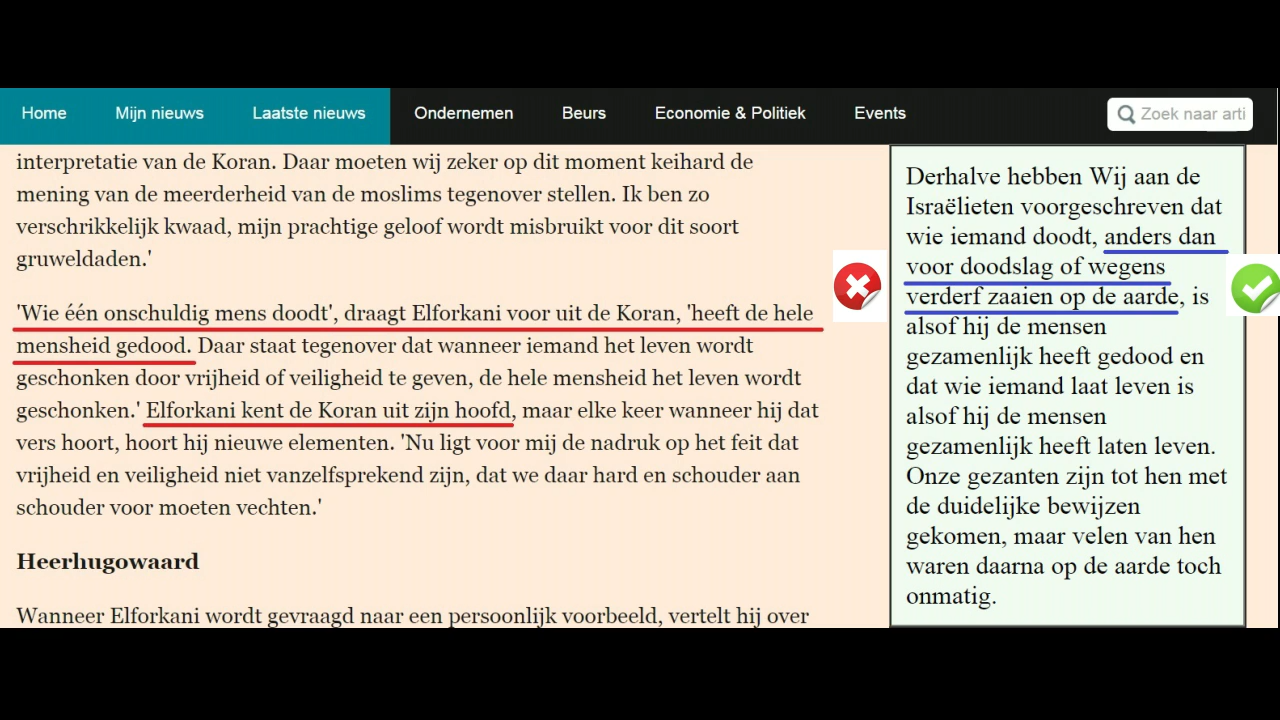 Home Mijn nieuws Laatste nieuws Ondernemen Beurs Economie & Politiek Events Zoek naar arti
interpretatie van de Koran. Daar moeten wij zeker op dit moment keihard de
mening van de meerderheid van de moslims tegenover stellen. Ik ben zo
verschrikkelijk kwaad, mijn prachtige geloof wordt misbruikt voor dit soort
gruweldaden.'
'Wie één onschuldig mens doodt', draagt Elforkani voor uit de Koran, 'heeft de hele
mensheid gedood. Daar staat tegenover dat wanneer iemand het leven wordt
geschonken door vrijheid of veiligheid te geven, de hele mensheid het leven wordt
geschonken.' Elforkani kent de Koran uit zijn hoofd, maar elke keer wanneer hij dat
vers hoort, hoort hij nieuwe elementen. 'Nu ligt voor mij de nadruk op het feit dat
vrijheid en veiligheid niet vanzelfsprekend zijn, dat we daar hard en schouder aan
schouder voor moeten vechten.'
Heerhugowaard
Wanneer Elforkani wordt gevraagd naar een persoonlijk voorbeeld, vertelt hij over
Derhalve hebben Wij aan de
Israëlieten voorgeschreven dat
wie iemand doodt, anders dan
voor doodslag of wegens
verderf zaaien op de aarde, is
alsof hij de mensen
gezamenlijk heeft gedood en
dat wie iemand laat leven is
alsof hij de mensen
gezamenlijk heeft laten leven.
Onze gezanten zijn tot hen met
de duidelijke bewijzen
gekomen, maar velen van hen
waren daarna op de aarde toch
onmatig.